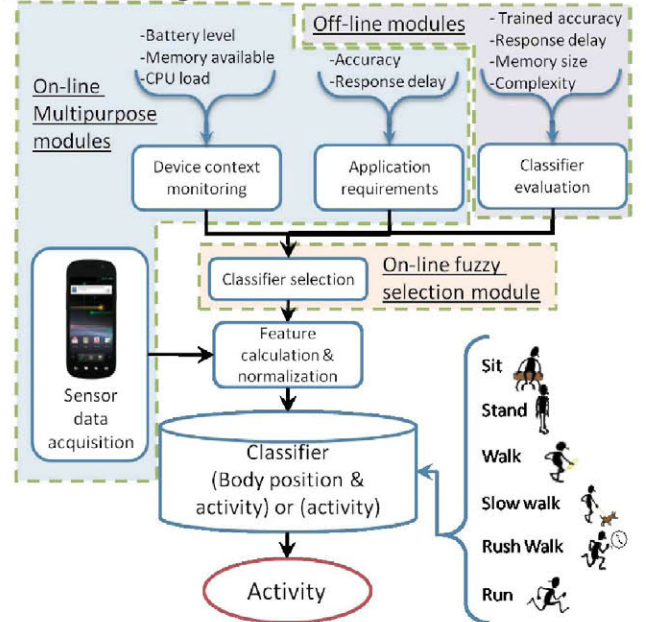 Off-line modules
-Battery level
-Memory available
-CPU load
-Accuracy
-Response delay
- Trained accuracy
-Response delay
-Memory size
-Complexity
On-line
Multipurpose
modules
Device context
monitoring
Application
requirements
Classifier
evaluation
Classifier selection
On-line fuzzy
selection module
Feature
calculation &
normalization
Sensor
data
acquisition
Classifier
(Body position &
activity) or (activity)
Activity
Sit
Stand
Walk
Slow walk
Rush Walk
Run